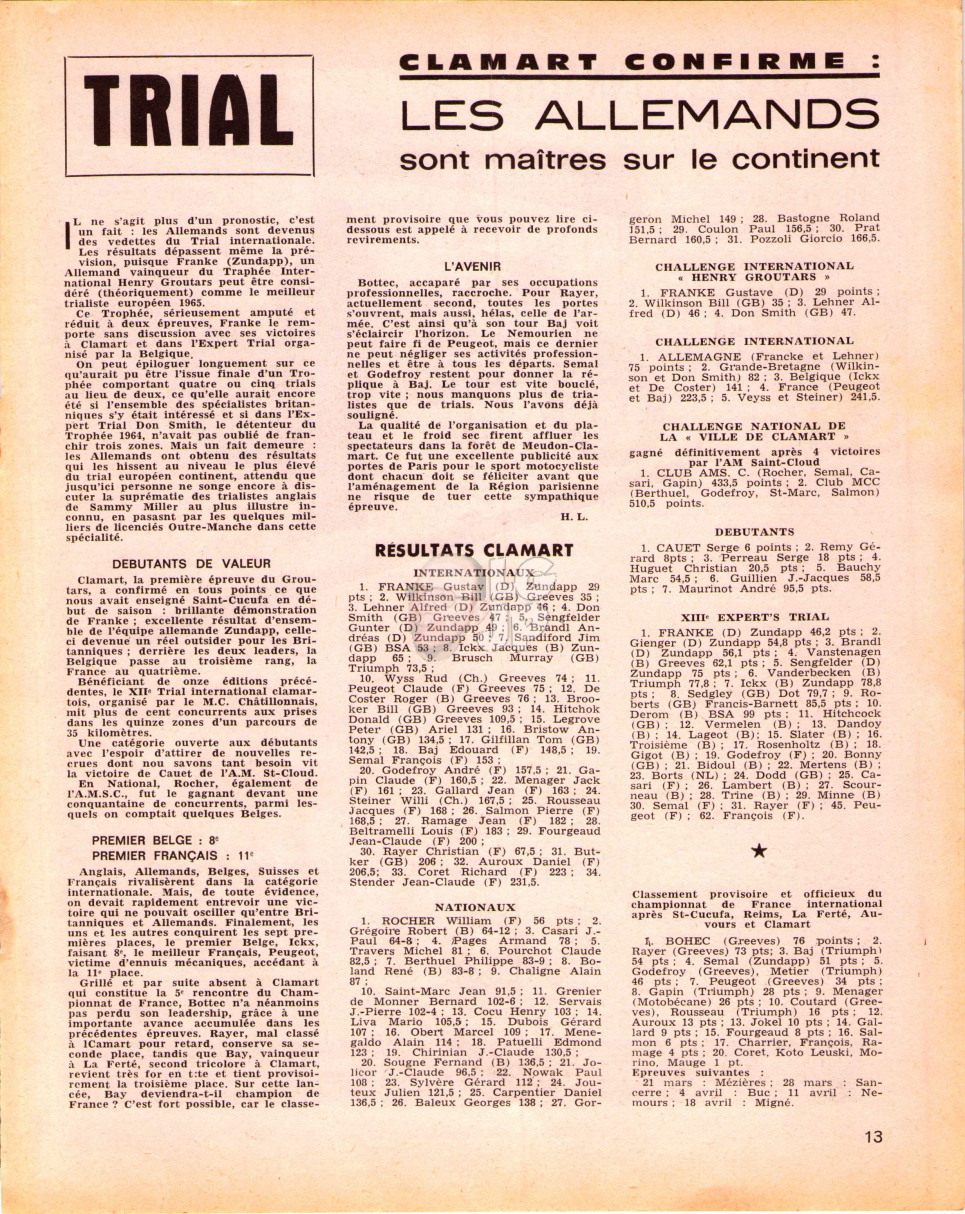 TRIAL
CLAMART CONFIRME :
LES ALLEMANDS
sont maîtres sur le continent
IL ne s'agit plus d'un pronostic, c'est
un fait : les Allemands sont devenus
des vedettes du Trial internationale.
Les résultats dépassent même la pré-
vision, puisque Franke (Zundapp), un
Allemand vainqueur du Traphée Inter-
national Henry Groutars peut être consi-
déré (théoriquement) comme le meilleur
trialiste européen 1965.
Ce Trophée, sérieusement amputé et
réduit à deux épreuves, Franke le rem-
porte sans discussion avec ses victoires
à Clamart et dans l'Expert Trial orga-
nisé par la Belgique.
On peut épiloguer longuement sur ce
qu'aurait pu être l'issue finale d'un Tro-
phée comportant quatre ou cinq trials
au lieu de deux, ce qu'elle aurait encore
été si l'ensemble des spécialistes britan-
niques s'y était intéressé et si dans l'Ex-
pert Trial Don Smith, le détenteur du
Trophée 1964, n'avait pas oublié de fran-
chir trois zones. Mais un fait demeure :
les Allemands ont obtenu des résultats
qui les hissent au niveau le plus élevé
du trial européen continent, attendu que
jusqu'ici personne ne songe encore à dis-
cuter la suprématie des trialistes anglais
de Sammy Miller au plus illustre in-
connu, en pasasnt par les quelques mil-
liers de licenciés Outre-Manche dans cette
spécialité.
DEBUTANTS DE VALEUR
Clamart, la première épreuve du Grou-
tars, a confirmé en tous points ce que
nous avait enseigné Saint-Cucufa en dé-
but de saison : brillante démonstration
de Franke ; excellente résultat d'ensem-
ble de l'équipe allemande Zundapp, celle-
ci devenue un réel outsider pour les Bri-
tanniques ; derrière les deux leaders, la
Belgique passe au troisième rang, la
France au quatrième.
Bénéficiant de onze éditions précé-
dentes, le XIIe Trial international clamar-
tois, organisé par le M.C. Châtillonnais,
mit plus de cent concurrents aux prises
dans les quinze zones d'un parcours de
35 kilomètres.
Une catégorie ouverte aux débutants
avec l'espoir d'attirer de nouvelles re-
crues dont nou savons tant besoin vit
la victoire de Cauet de l'A.M. St-Cloud.
En National, Rocher, également de
l'A.M.S.C., fut le gagnant devant une
conquantaine de concurrents, parmi les-
quels on comptait quelques Belges.
PREMIER BELGE : 8e
PREMIER FRANÇAIS : 11e
Anglais, Allemands, Belges, Suisses et
Français rivalisèrent dans la catégorie
internationale. Mais, de toute évidence,
on devait rapidement entrevoir une vic-
toire qui ne pouvait osciller qu'entre Bri-
tanniques et Allemands. Finalement, les
uns et les autres conquirent les sept pre-
mières places, le premier Belge, Ickx,
faisant 8e, le meilleur Français, Peugeot,
victime d'ennuis mécaniques, accédant à
la 11e place.
Grillé et par suite absent à Clamart
qui constitua la 5e rencontre du Cham-
pionnat de France, Bottec n'a néanmoins
pas perdu son leadership, grâce à une
importante avance accumulée dans les
précédentes épreuves. Rayer, mal classé
à lCamart pour retard, conserve sa se-
conde place, tandis que Bay, vainqueur
à La Ferté, second tricolore à Clamart,
revient très for en t:te et tient provisoi-
rement la troisième place. Sur cette lan-
cée, Bay deviendra-t-il champion de
France ? C'est fort possible, car le classe-
ment provisoire que vous pouvez lire ci-
dessous est appelé à recevoir de profonds
revirements.
L'AVENIR
Bottec, accaparé par ses occupations
professionnelles, raccroche. Pour Rayer,
actuellement second, toutes les portes
s'ouvrent, mais aussi, hélas, celle de l'ar-
mée. C'est ainsi qu'à son tour Baj voit
s'éclaircir l'horizon. Le Nemourien ne
peut faire fi de Peugeot, mais ce dernier
ne peut négliger ses activités profession-
nelles et être à tous les départs. Semal
et Godefroy restent pour donner la ré-
plique à Baj. Le tour est vite bouclé,
trop vite ; nous manquons plus de tria-
listes que de trials. Nous l'avons déjà
souligné.
La qualité de l'organisation et du pla-
teau et le froid sec firent affluer les
spectateurs dans la forêt de Meudon-Cla-
mart. Ce fut une excellente publicité aux
portes de Paris pour le sport motocycliste
dont chacun doit se féliciter avant que
l'aménagement de la Région parisienne
ne risque de tuer cette sympathique
épreuve.
H. L.
RÉSULTATS CLAMART
INTERNATIONAUX
1. FRANKE Gustav (D) Zundapp 29
pts ; 2. Wilkinson Bill (GB) Greeves 35 ;
3. Lehner Alfred (D) Zundapp 46 ; 4. Don
Smith (GB) Greeves 47 ; 5. Sengfelder
Gunter (D) Zundapp 49 ; 6. Brandl An-
dréas (D) Zundapp 50 ; 7. Sandiford Jim
(GB) BSA 53 ; 8. Ickx Jacques (B) Zun-
dapp 65 ; 9. Brusch Murray (GB)
Triumph 73,5 ;
10. Wyss Rud (Ch.) Greeves 74 ; 11.
Peugeot Claude (F) Greeves 75 ; 12. De
Coster Roger (B) Greeves 76 ; 13. Broo-
ker Bill (GB) Greeves 93 ; 14. Hitchok
Donald (GB) Greeves 109,5 ; 15. Legrove
Peter (GB) Ariel 131 ; 16. Bristow An-
tony (GB) 134,5 ; 17. Gilfillan Tom (GB)
142,5 ; 18. Baj Edouard (F) 148,5 ; 19.
Semal François (F) 153 ;
20. Godefroy André (F) 157,5 ; 21. Ga-
pin Claude (F) 160,5 ; 22. Menager Jack
(F) 161 ; 23. Gallard Jean (F) 163 ; 24.
Steiner Willi (Ch.) 167,5 ; 25. Rousseau
Jacques (F) 168 ; 26. Salmon Pierre (F)
168,5 ; 27. Ramage Jean (F) 182 ; 28.
Beltramelli Louis (F) 183 ; 29. Fourgeaud
Jean-Claude (F) 200 ;
30. Rayer Christian (F) 67,5 ; 31. But-
ker (GB) 206 ; 32. Auroux Daniel (F)
206,5; 33. Coret Richard (F) 223 ; 34.
Stender Jean-Claude (F) 231,5.
NATIONAUX
1. ROCHER William (F) 56 pts ; 2.
Grégoire Robert (B) 64-12 ; 3. Casari J.-
Paul 64-8 ; 4. Pages Armand 78 ; 5.
Travers Michel 81 ; 6. Pourchot Claude
82,5 ; 7. Berthuel Philippe 83-9 ; 8. Bo-
land René (B) 83-8 ; 9. Chaligne Alain
87 ;
10. Saint-Marc Jean 91,5 ; 11. Grenier
de Monner Bernard 102-6 ; 12. Servais
J.-Pierre 102-4 ; 13. Cocu Henry 103 ; 14.
Liva Mario 105,5 ; 15. Dubois Gérard
107 ; 16. Obert Marcel 109 ; 17. Mene-
galdo Alain 114 ; 18. Patuelli Edmond
123 ; 19. Chirinian J.-Claude 130,5 ;
20. Sougne Fernand (B) 136,5 ; 21. Jo-
licor J.-Claude 96,5 ; 22. Nowak Paul
108 ; 23. Sylvère Gérard 112 ; 24. Jou-
teux Julien 121,5 ; 25. Carpentier Daniel
136,5 ; 26. Baleux Georges 138 ; 27. Gor-
geron Michel 149 ; 28. Bastogne Roland
151,5 ; 29. Coulon Paul 156,5 ; 30. Prat
Bernard 160,5 ; 31. Pozzoli Giorcio 166,5.
CHALLENGE INTERNATIONAL
« HENRY GROUTARS »
1. FRANKE Gustave (D) 29 points ;
2. Wilkinson Bill (GB) 35 ; 3. Lehner Al-
fred (D) 46 ; 4. Don Smith (GB) 47.
CHALLENGE INTERNATIONAL
1. ALLEMAGNE (Francke et Lehner)
75 points ; 2. Grande-Bretagne (Wilkin-
son et Don Smith) 82 ; 3. Belgique (Ickx
et De Coster) 141 ; 4. France (Peugeot
et Baj) 223,5 ; 5. Veyss et Steiner) 241,5.
CHALLENGE NATIONAL DE
LA « VILLE DE CLAMART »
gagné définitivement après 4 victoires
par l'AM Saint-Cloud
1. CLUB AMS. C. (Rocher, Semal, Ca-
sari, Gapin) 433,5 points ; 2. Club MCC
(Berthuel, Godefroy, St-Marc, Salmon)
510,5 points.
DEBUTANTS
1. CAUET Serge 6 points ; 2. Remy Gé-
rard 8pts ; 3. Perreau Serge 18 pts ; 4.
Huguet Christian 20,5 pts ; 5. Bauchy
Marc 54,5 ; 6. Guillien J.-Jacques 58,5
pts ; 7. Maurinot André 95,5 pts.
XIIIe EXPERT'S TRIAL
1. FRANKE (D) Zundapp 46,2 pts ; 2.
Gienger (D) Zundapp 54,8 pts ; 3. Brandl
(D) Zundapp 56,1 pts ; 4. Vanstenagen
(B) Greeves 62,1 pts ; 5. Sengfelder (D)
Zundapp 75 pts ; 6. Vanderbecken (B)
Triumph 77,8 ; 7. Ickx (B) Zundapp 78,8
pts ; 8. Sedgley (GB) Dot 79,7 ; 9. Ro-
berts (GB) Francis-Barnett 85,5 pts ; 10.
Derom (B) BSA 99 pts ; 11. Hitchcock
(GB) ; 12. Vermelen (B) ; 13. Dandoy
(B) ; 14. Lageot (B); 15. Slater (B) ; 16.
Troisième (B) ; 17. Rosenholtz (B) ; 18.
Gigot (B) ; 19. Godefroy (F) ; 20. Bonny
(GB) ; 21. Bidoul (B) ; 22. Mertens (B) ;
23. Borts (NL) ; 24. Dodd (GB) ; 25. Ca-
sari (F) ; 26. Lambert (B) ; 27. Scour-
neau (B) ; 28. Trine (B) ; 29. Minne (B)
30. Semal (F) ; 31. Rayer (F) ; 45. Peu-
geot (F) ; 62. François (F).
Classement provisoire et officieux du
championnat de France international
après St-Cucufa, Reims, La Ferté, Au-
vours et Clamart
1. BOHEC (Greeves) 76 points ; 2.
Rayer (Greeves) 73 pts; 3. Baj (Triumph)
54 pts ; 4. Semal (Zundapp) 51 pts ; 5.
Godefroy (Greeves), Metier (Triumph)
46 pts ; 7. Peugeot (Greeves) 34 pts ;
8. Gapin (Triumph) 28 pts ; 9. Menager
(Motobécane) 26 pts ; 10. Coutard (Gree-
ves), Rousseau (Triumph) 16 pts ; 12.
Auroux 13 pts ; 13. Jokel 10 pts ; 14. Gal-
lard 9 pts ; 15. Fourgeaud 8 pts ; 16. Sal-
mon 6 pts ; 17. Charrier, François, Ra-
mage 4 pts ; 20. Coret, Koto Leuski, Mo-
rino, Mauge 1 pt.
Epreuves suivantes :
21 mars : Mézières ; 28 mars : San-
cerre ; 4 avril : Buc ; 11 avril : Ne-
mours ; 18 avril : Migné.
13